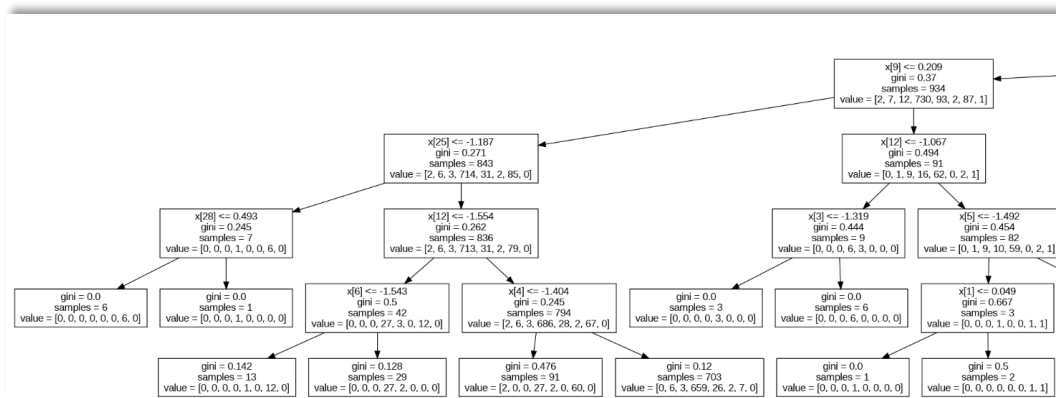 x[9] <= 0.209
gini = 0.37
samples = 934
value = [2, 7, 12, 730, 93, 2, 87, 1]
x[25] <= -1.187
gini = 0.271
samples = 843
value = [2, 6, 3, 714, 31, 2, 85, 0]
x[12] <= -1.067
gini = 0.494
samples = 91
value = [0, 1, 9, 16, 62, 0, 2, 1]
x[28] <= 0.493
gini = 0.245
samples = 7
value = [0, 0, 0, 1, 0, 0, 6, 0]
x[12] <= -1.554
gini = 0.262
samples = 836
value = [2, 6, 3, 713, 31, 2, 79, 0]
x[3] <= -1.319
gini = 0.444
samples = 9
value = [0, 0, 0, 6, 3, 0, 0, 0]
x[5] <= -1.492
gini = 0.454
samples = 82
value = [0, 1, 9, 10, 59, 0, 2, 1]
gini = 0.0
samples = 6
value = [0, 0, 0, 0, 0, 0, 6, 0]
gini = 0.0
samples = 1
value = [0, 0, 0, 1, 0, 0, 0, 0]
x[6] <= -1.543
gini = 0.5
samples = 42
value = [0, 0, 0, 27, 3, 0, 12, 0]
x[4] <= -1.404
gini = 0.245
samples = 794
value = [2, 6, 3, 686, 28, 2, 67, 0]
gini = 0.0
samples = 3
value = [0, 0, 0, 0, 3, 0, 0, 0]
gini = 0.0
samples = 6
value = [0, 0, 0, 6, 0, 0, 0, 0]
x[1] <= 0.049
gini = 0.667
samples = 3
value = [0, 0, 0, 1, 0, 0, 1, 1]
gini = 0.142
samples = 13
value = [0, 0, 0, 0, 1, 0, 12, 0]
gini = 0.128
samples = 29
value = [0, 0, 0, 27, 2, 0, 0, 0]
gini = 0.476
samples = 91
value = [2, 0, 0, 27, 2, 0, 60, 0]
gini = 0.12
samples = 703
value = [0, 6, 3, 659, 26, 2, 7, 0]
gini = 0.0
samples = 1
value = [0, 0, 0, 1, 0, 0, 0, 0]
gini = 0.5
samples = 2
value = [0, 0, 0, 0, 0, 0, 1, 1]